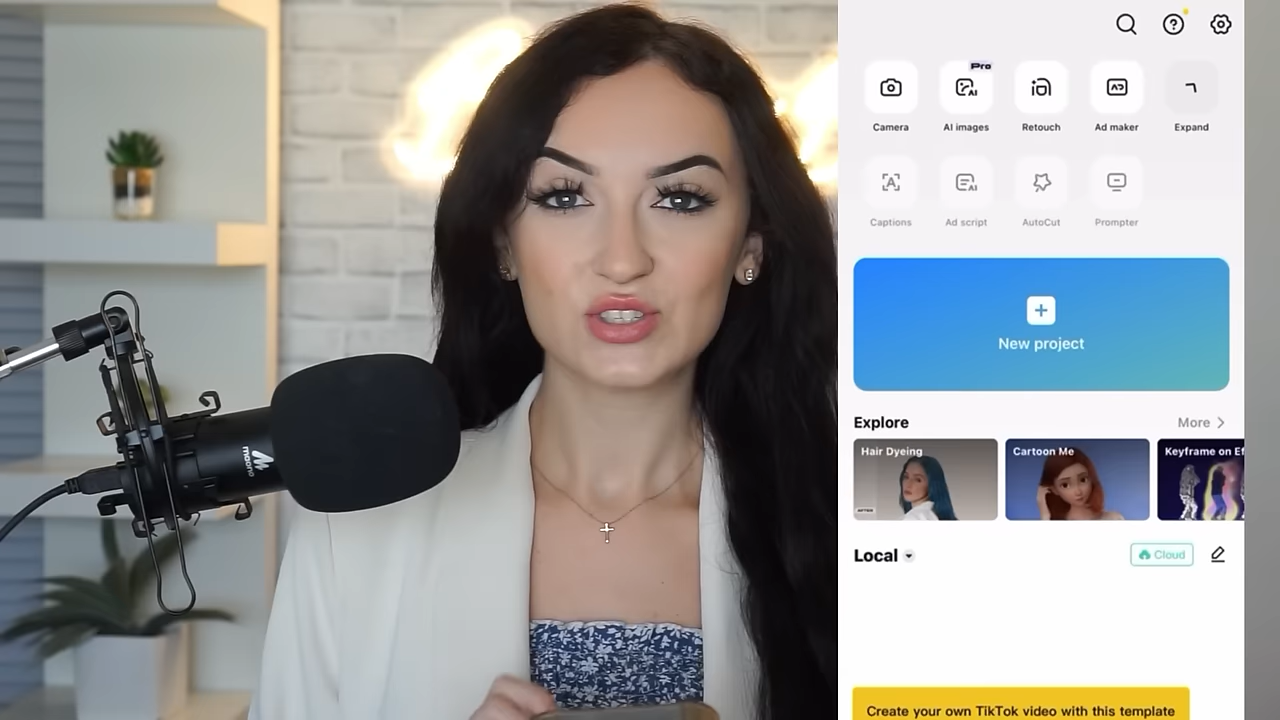 maono
Pro
Camera
AI images
Retouch
Ad maker
Expand
Captions
Ad script
AutoCut
Prompter
New project
Explore
More
Hair Dyeing
Cartoon Me
Keyframe on Ef
Local
Cloud
Create your own TikTok video with this template